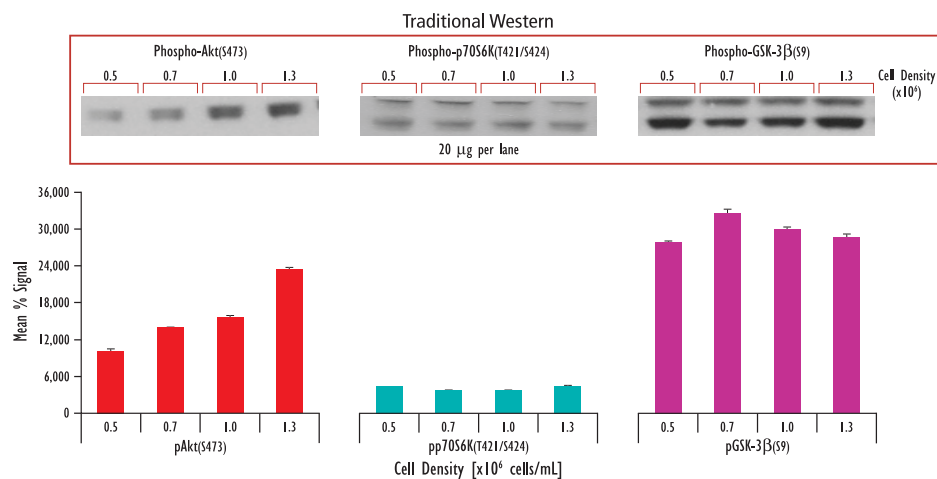 Traditional Western
Phospho-Akt(S473) Phospho-p70S6K(T421/S424) Phospho-GSK-3β(S9)
0.5 0.7 1.0 1.3 0.5 0.7 1.0 1.3 0.5 0.7 1.0 1.3 Cell Density
(x10⁶)
20 µg per lane
Mean % Signal
36,000
30,000
24,000
18,000
12,000
6,000
0
0.5 0.7 1.0 1.3 0.5 0.7 1.0 1.3 0.5 0.7 1.0 1.3
pAkt(S473) pp70S6K(T421/S424) pGSK-3β(S9)
Cell Density [x10⁶ cells/mL]